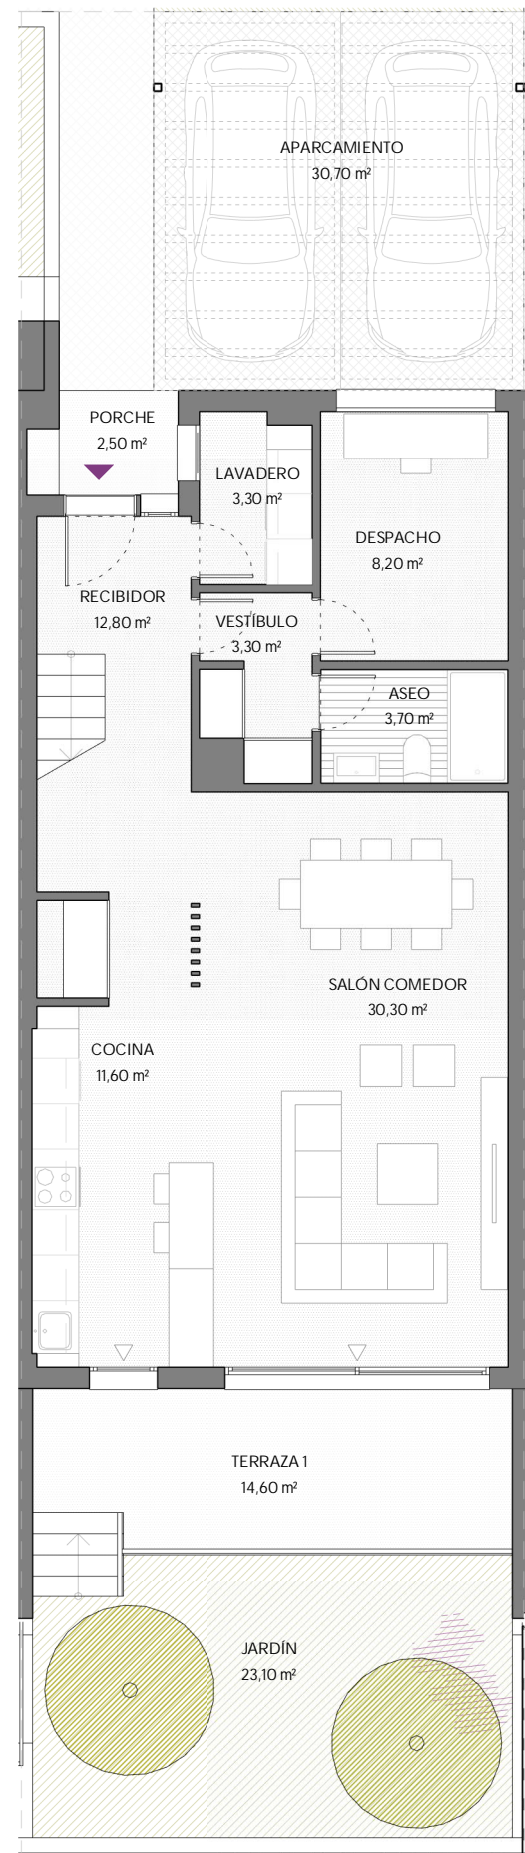 APARCAMIENTO
30,70 m²
PORCHE
2,50 m²
LAVADERO
3,30 m²
DESPACHO
8,20 m²
RECIBIDOR
12,80 m²
VESTÍBULO
3,30 m²
ASEO
3,70 m²
SALÓN COMEDOR
30,30 m²
COCINA
11,60 m²
TERRAZA 1
14,60 m²
JARDÍN
23,10 m²